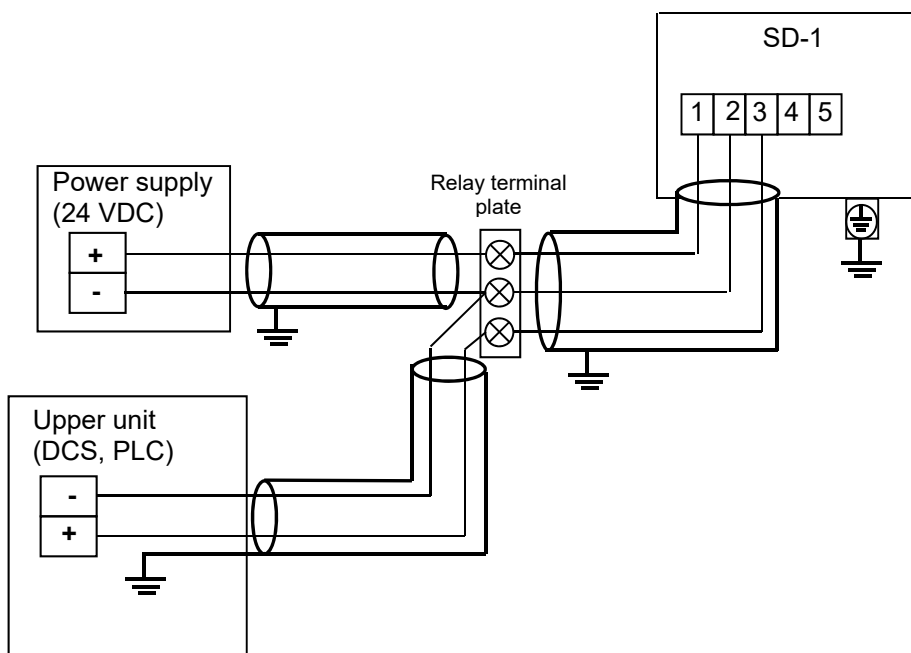 SD-1
1 2 3 4 5
Power supply
(24 VDC)
+
-
Relay terminal
plate
Upper unit
(DCS, PLC)
-
+